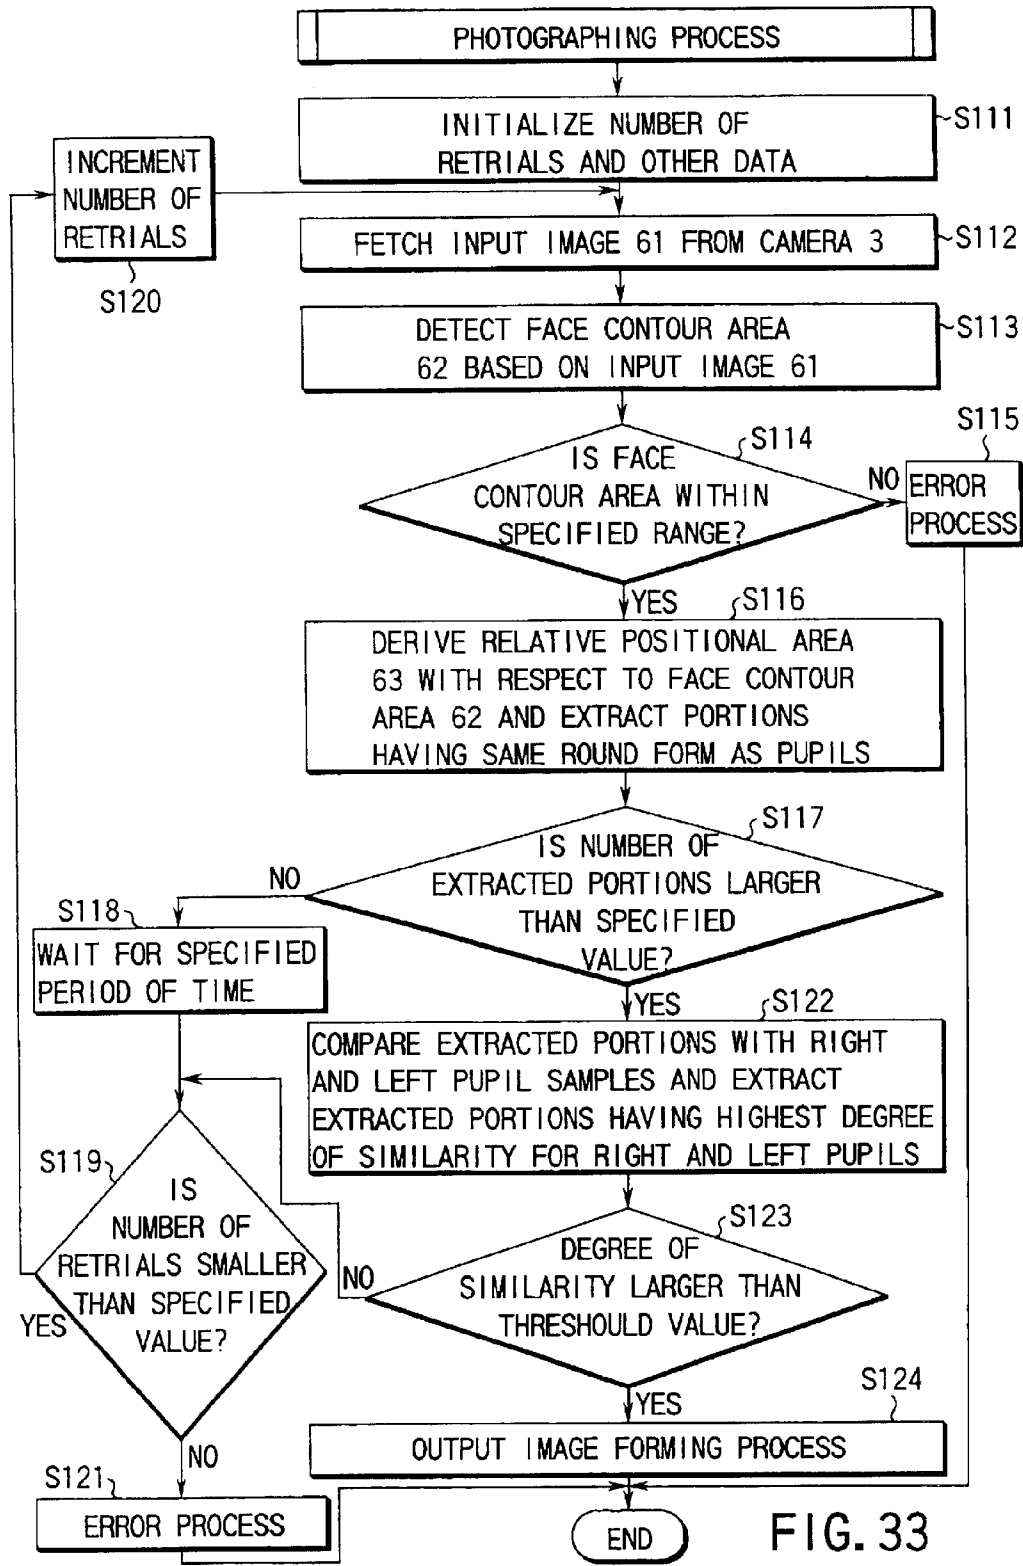 PHOTOGRAPHING PROCESS
INITIALIZE NUMBER OF
RETRIALS AND OTHER DATA
S111
INCREMENT
NUMBER OF
RETRIALS
S120
FETCH INPUT IMAGE 61 FROM CAMERA 3
S112
DETECT FACE CONTOUR AREA
62 BASED ON INPUT IMAGE 61
S113
IS FACE
CONTOUR AREA WITHIN
SPECIFIED RANGE?
S114
NO
S115
ERROR
PROCESS
YES
S116
DERIVE RELATIVE POSITIONAL AREA
63 WITH RESPECT TO FACE CONTOUR
AREA 62 AND EXTRACT PORTIONS
HAVING SAME ROUND FORM AS PUPILS
S117
IS NUMBER OF
EXTRACTED PORTIONS LARGER
THAN SPECIFIED
VALUE?
NO
S118
WAIT FOR SPECIFIED
PERIOD OF TIME
YES
S122
COMPARE EXTRACTED PORTIONS WITH RIGHT
AND LEFT PUPIL SAMPLES AND EXTRACT
EXTRACTED PORTIONS HAVING HIGHEST DEGREE
OF SIMILARITY FOR RIGHT AND LEFT PUPILS
S119
IS
NUMBER OF
RETRIALS SMALLER
THAN SPECIFIED
VALUE?
YES
S123
DEGREE OF
SIMILARITY LARGER THAN
THRESHOULD VALUE?
NO
YES
S124
OUTPUT IMAGE FORMING PROCESS
NO
S121
ERROR PROCESS
END
FIG. 33